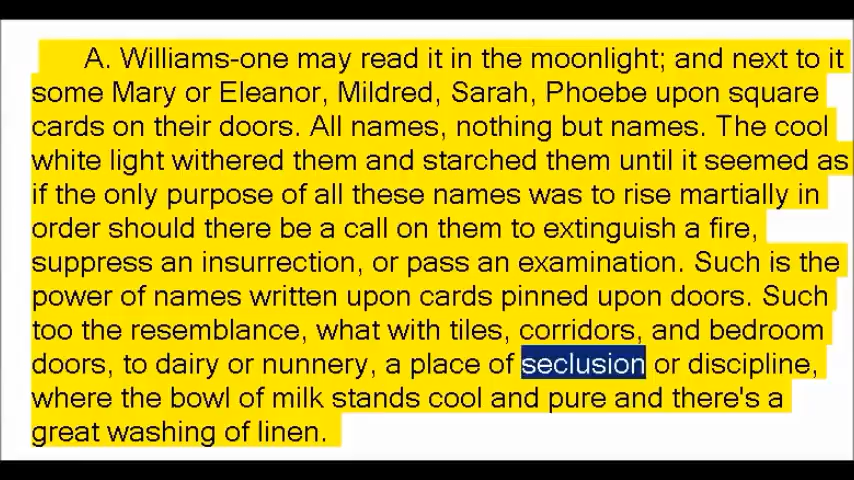 A. Williams-one may read it in the moonlight; and next to it
some Mary or Eleanor, Mildred, Sarah, Phoebe upon square
cards on their doors. All names, nothing but names. The cool
white light withered them and starched them until it seemed as
if the only purpose of all these names was to rise martially in
order should there be a call on them to extinguish a fire,
suppress an insurrection, or pass an examination. Such is the
power of names written upon cards pinned upon doors. Such
too the resemblance, what with tiles, corridors, and bedroom
doors, to dairy or nunnery, a place of seclusion or discipline,
where the bowl of milk stands cool and pure and there's a
great washing of linen.